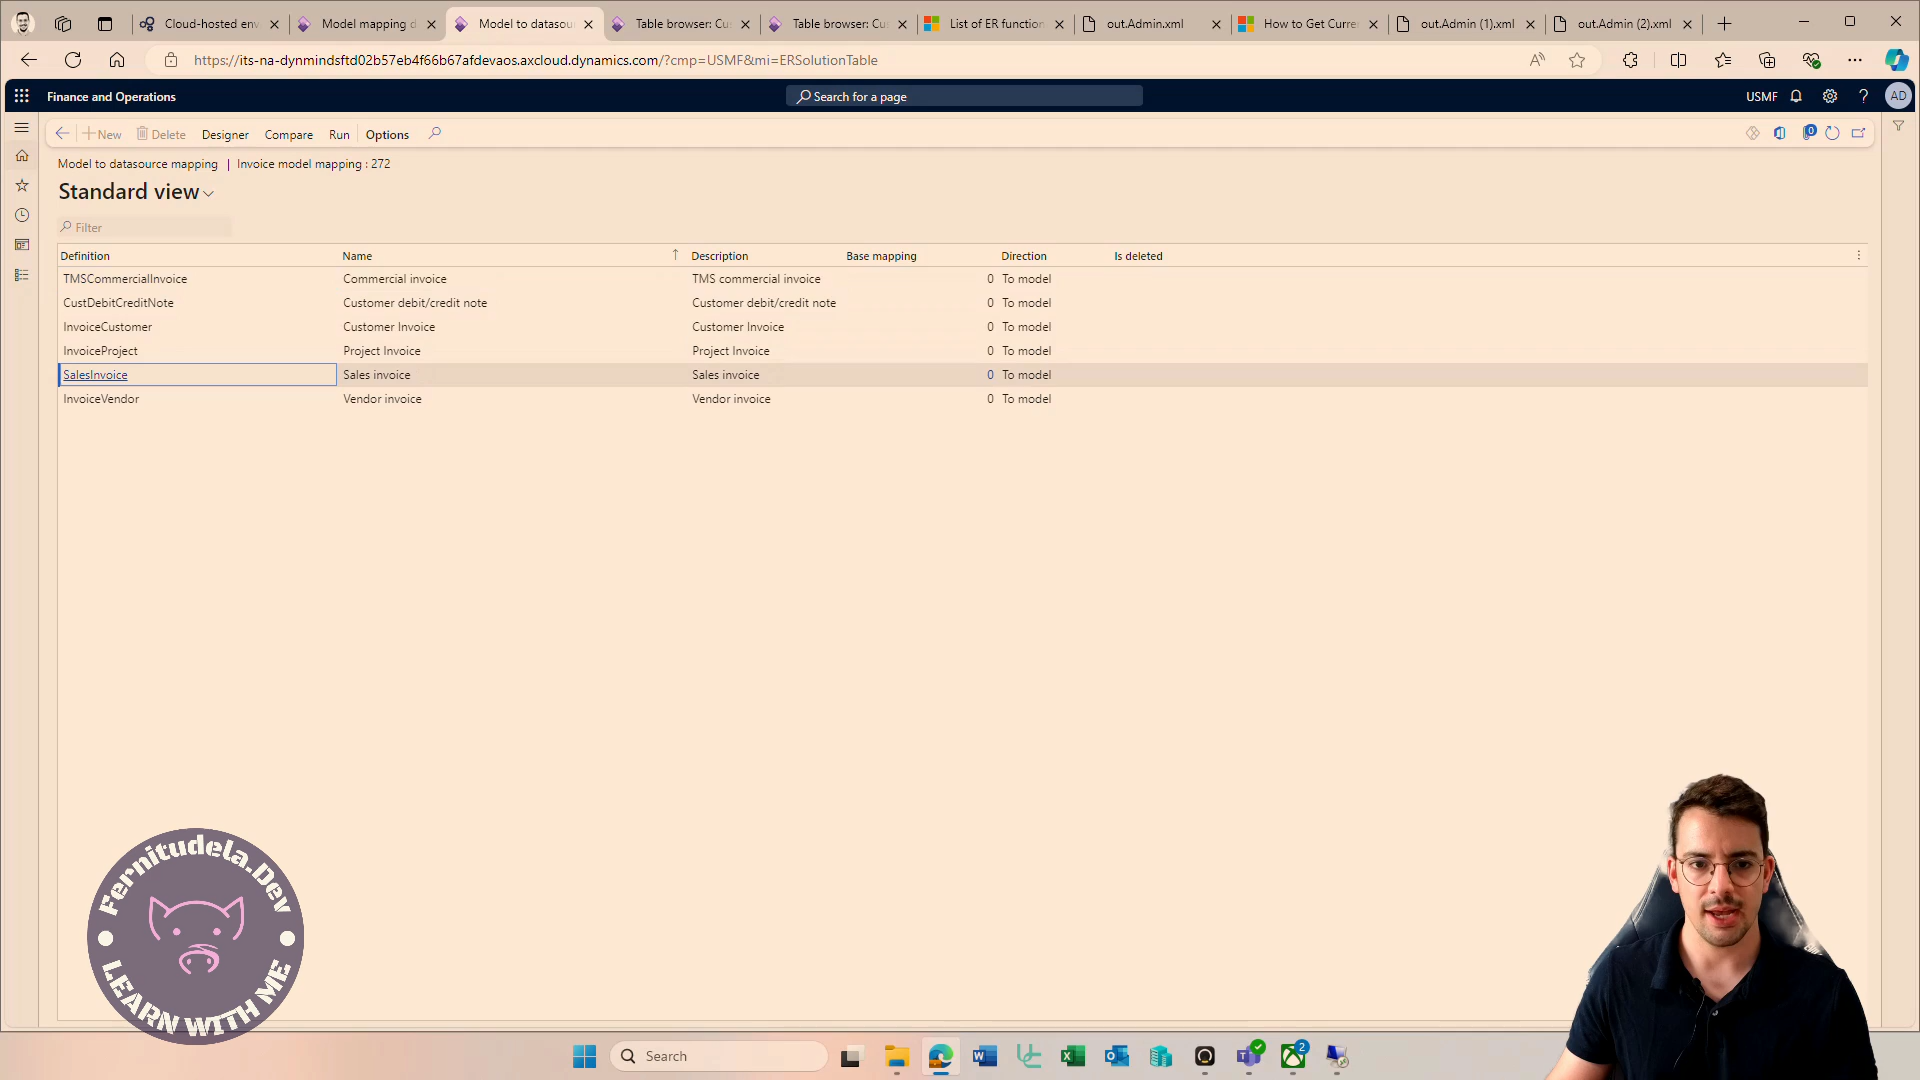 Cloud-hosted env
Model mapping d
Model to datasour
Table browser: Cus
Table browser: Cus
List of ER function
out.Admin.xml
How to Get Curren
out.Admin (1).xml
out.Admin (2).xml
https://its-na-dynmindsftd02b57eb4f66b67afdevaos.axcloud.dynamics.com/?cmp=USMF&mi=ERSolutionTable
Finance and Operations
Search for a page
USMF
AD
New
Delete
Designer
Compare
Run
Options
0
Model to datasource mapping | Invoice model mapping : 272
Standard view
Filter
Definition Name Description Base mapping Direction Is deleted
TMSCommercialInvoice Commercial invoice TMS commercial invoice 0 To model
CustDebitCreditNote Customer debit/credit note Customer debit/credit note 0 To model
InvoiceCustomer Customer Invoice Customer Invoice 0 To model
InvoiceProject Project Invoice Project Invoice 0 To model
SalesInvoice Sales invoice Sales invoice 0 To model
InvoiceVendor Vendor invoice Vendor invoice 0 To model
Fernitudela.Dev
LEARN WITH ME
Search
2